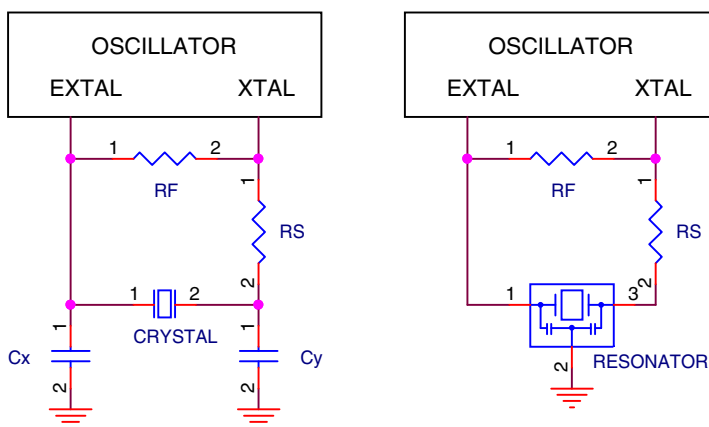 OSCILLATOR
EXTAL XTAL
1 2
RF
1
RS
2
1 2
CRYSTAL
1
Cx
2
1
Cy
2
OSCILLATOR
EXTAL XTAL
1 2
RF
1
RS
2
1 3
RESONATOR
2